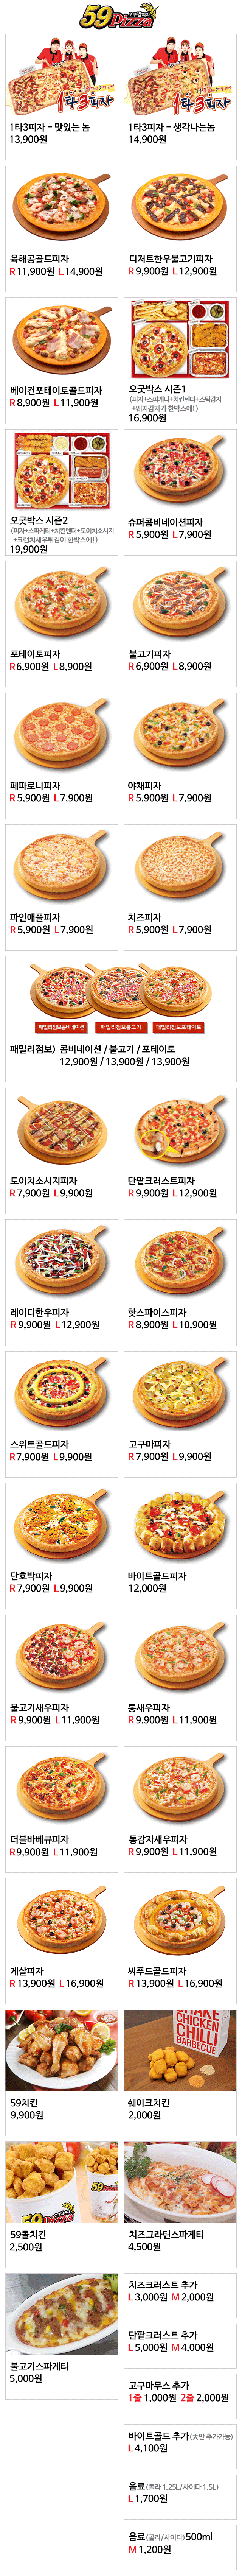 59Pizza
1타3피자 - 맛있는 놈
13,900원
1타3피자 - 생각나는놈
14,900원
육해공골드피자
R 11,900원 L 14,900원
디저트한우불고기피자
R 9,900원 L 12,900원
베이컨포테이토골드피자
R 8,900원 L 11,900원
오굿박스 시즌1
(피자+스파게타+치킨텐더+스틱감자
+웨지감자가 한박스에!)
16,900원
오굿박스 시즌2
(피자+스파게타+치킨텐더+도이치소시지
+크런치새우튀김이 한박스에!)
19,900원
슈퍼콤비네이션피자
R 5,900원 L 7,900원
포테이토피자
R 6,900원 L 8,900원
불고기피자
R 6,900원 L 8,900원
페파로니피자
R 5,900원 L 7,900원
야채피자
R 5,900원 L 7,900원
파인애플피자
R 5,900원 L 7,900원
치즈피자
R 5,900원 L 7,900원
패밀리점보콤비네이션
패밀리점보불고기
패밀리점보포테이토
패밀리점보) 콤비네이션 / 불고기 / 포테이토
12,900원 / 13,900원 / 13,900원
도이치소시지피자
R 7,900원 L 9,900원
단팥크러스트피자
R 9,900원 L 12,900원
레이디한우피자
R 9,900원 L 12,900원
핫스파이스피자
R 8,900원 L 10,900원
스위트골드피자
R 7,900원 L 9,900원
고구마피자
R 7,900원 L 9,900원
단호박피자
R 7,900원 L 9,900원
바이트골드피자
12,000원
불고기새우피자
R 9,900원 L 11,900원
통새우피자
R 9,900원 L 11,900원
더블바베큐피자
R 9,900원 L 11,900원
통감자새우피자
R 9,900원 L 11,900원
게살피자
R 13,900원 L 16,900원
씨푸드골드피자
R 13,900원 L 16,900원
SHAKE
CHICKEN
CHILI
BARBECUE
59치킨
9,900원
쉐이크치킨
2,000원
59Pizza
59콜치킨
2,500원
치즈그라틴스파게티
4,500원
불고기스파게티
5,000원
치즈크러스트 추가
L 3,000원 M 2,000원
단팥크러스트 추가
L 5,000원 M 4,000원
고구마무스 추가
1줄 1,000원 2줄 2,000원
바이트골드 추가(大만 추가가능)
L 4,100원
음료(콜라 1.25L/사이다 1.5L)
L 1,700원
음료(콜라/사이다)500ml
M 1,200원